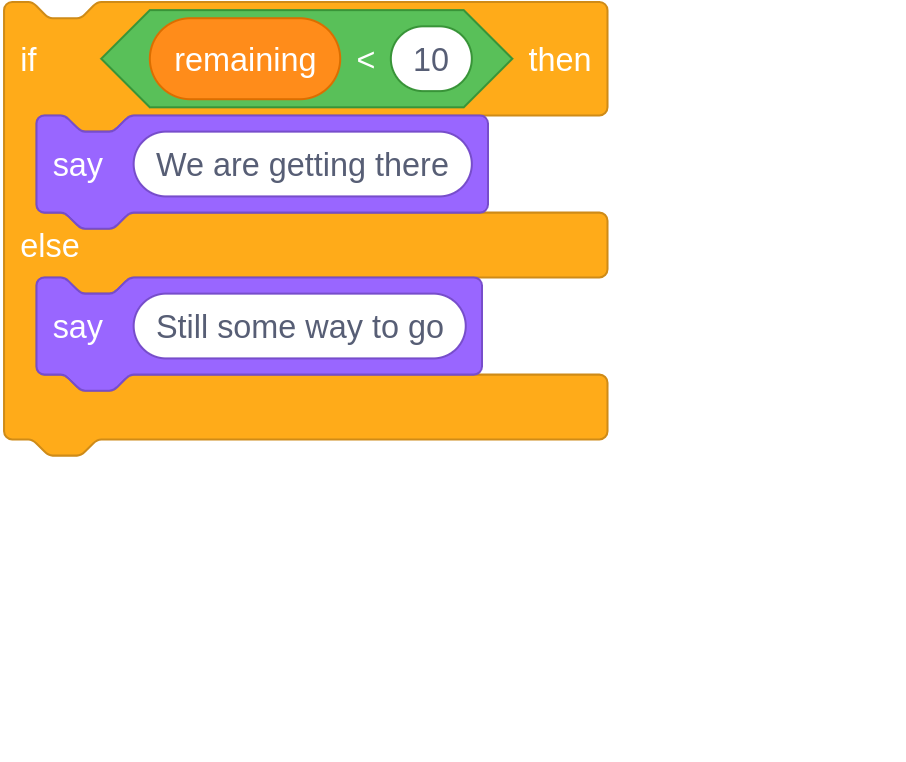 if remaining < 10 then
say We are getting there
else
say Still some way to go